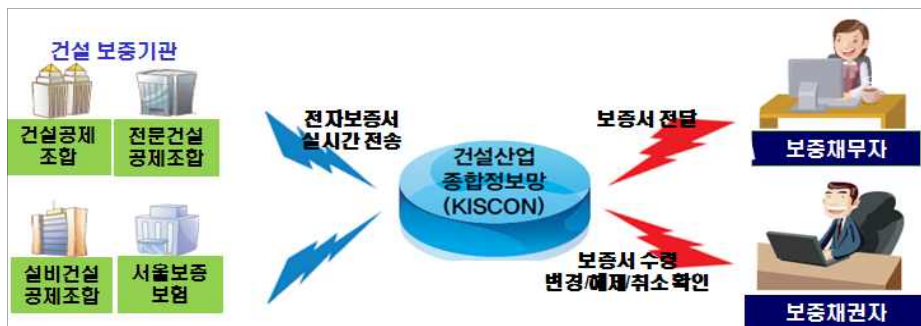 건설 보증기관
건설공제
조합
전문건설
공제조합
설비건설
공제조합
서울보증
보험
전자보증서
실시간 전송
건설산업
종합정보망
(KISCON)
보증서 전달
보증채무자
보증서 수령
변경/해제/취소 확인
보증채권자